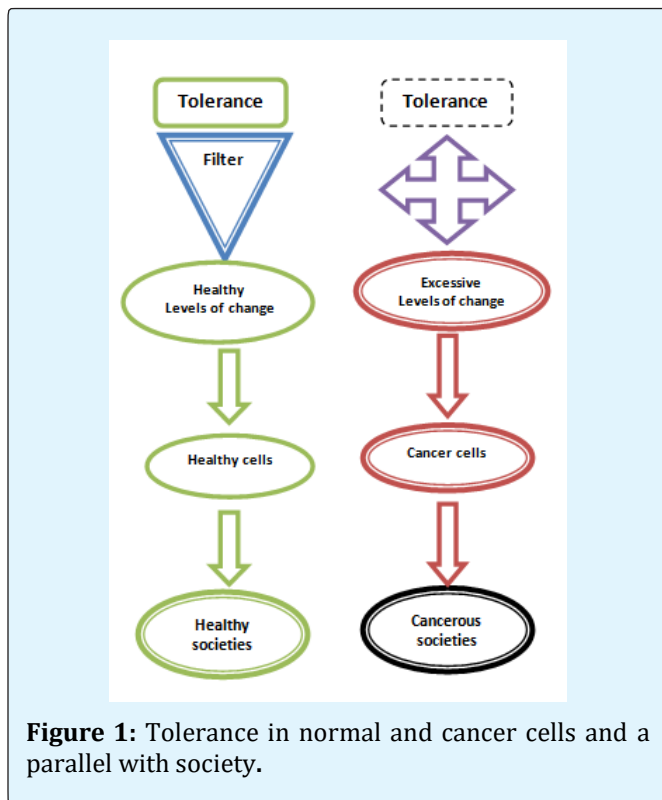 Tolerance
Filter
Healthy
Levels of change
Healthy cells
Healthy
societies
Tolerance
Excessive
Levels of change
Cancer cells
Cancerous
societies
Figure 1: Tolerance in normal and cancer cells and a
parallel with society.